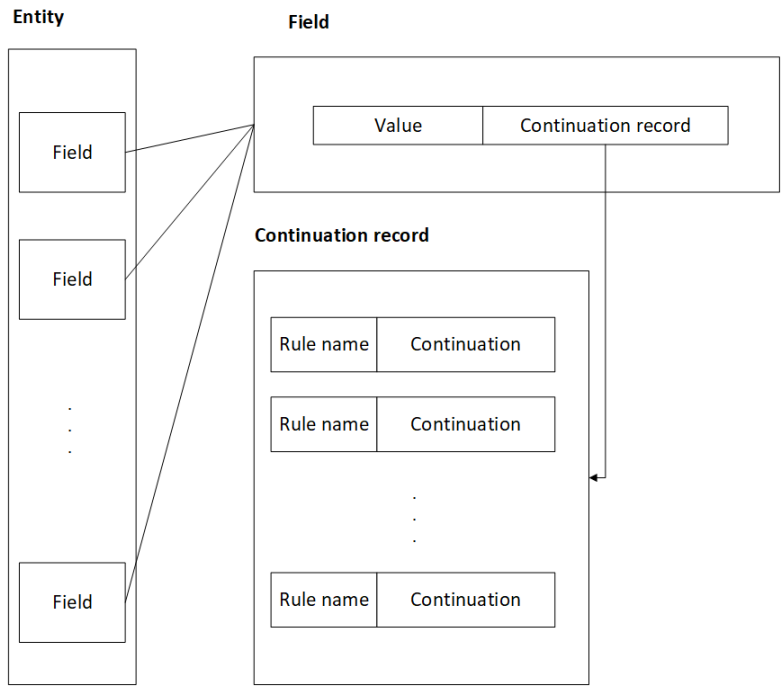 Entity
Field
Field
Field
.
.
.
Field
Field
Value Continuation record
Continuation record
Rule name Continuation
Rule name Continuation
.
.
.
Rule name Continuation